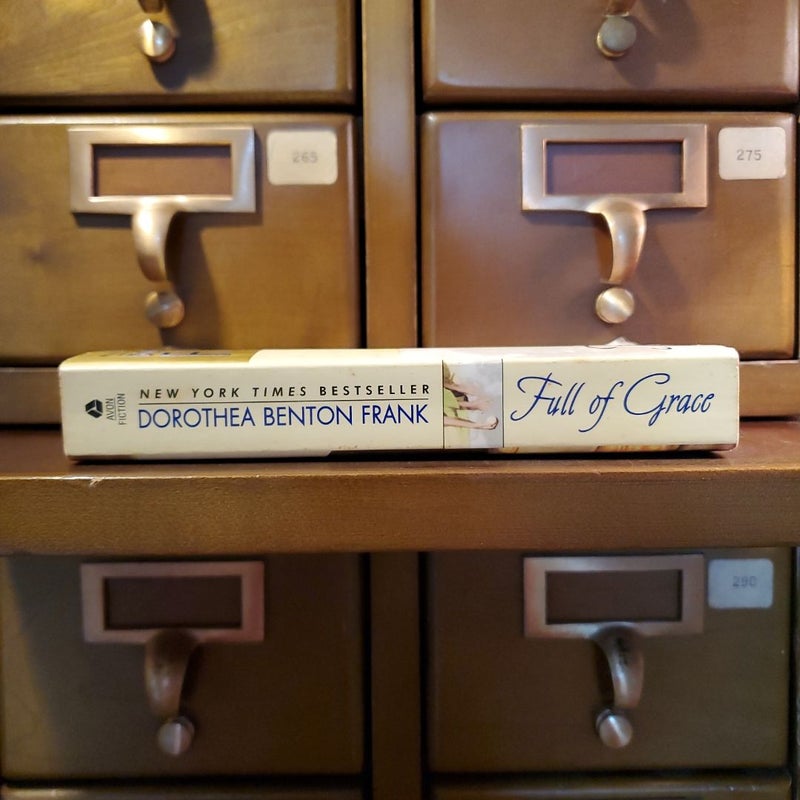 265
275
AVON
FICTION
NEW YORK TIMES BESTSELLER
DOROTHEA BENTON FRANK
Full of Grace
290